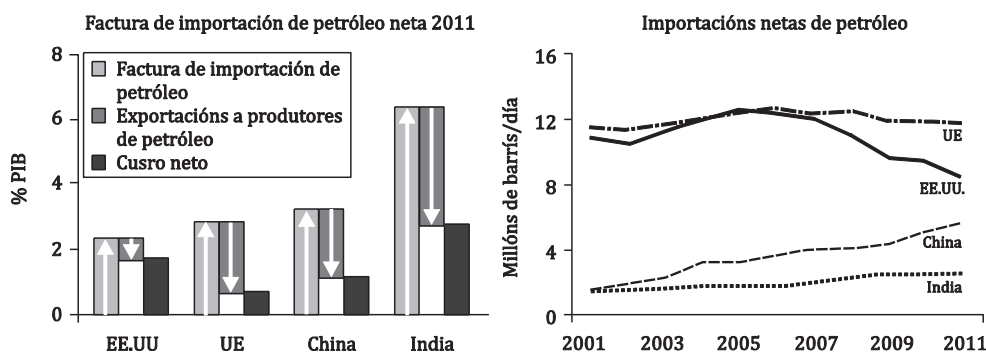 Factura de importación de petróleo neta 2011
8
6
4
2
0
% PIB
Factura de importación de
petróleo
Exportacións a produtores
de petróleo
Cusro neto
EE.UU
UE
China
India
Importacións netas de petróleo
16
12
8
4
0
Millóns de barrís/día
UE
EE.UU.
China
India
2001
2003
2005
2007
2009
2011